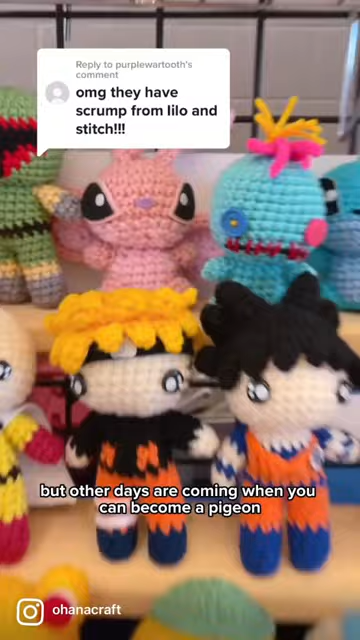 Reply to purplewartooth's
comment
omg they have
scrump from lilo and
stitch!!!
but other days are coming when you
can become a pigeon
ohanacraft